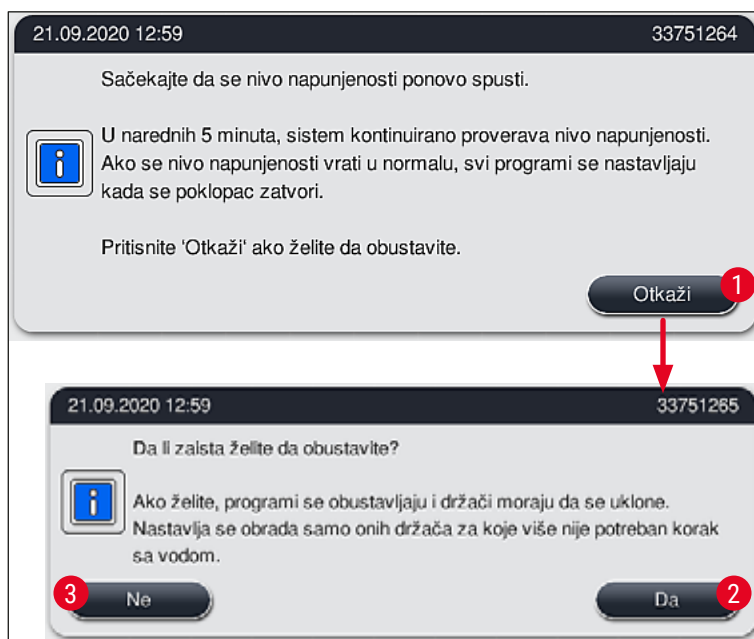 21.09.2020 12:59 33751264
Sačekajte da se nivo napunjenosti ponovo spusti.
U narednih 5 minuta, sistem kontinuirano proverava nivo napunjenosti.
Ako se nivo napunjenosti vrati u normalu, svi programi se nastavljaju
kada se poklopac zatvori.
Pritisnite 'Otkaži' ako želite da obustavite.
Otkaži 1
21.09.2020 12:59 33751265
Da li zaista želite da obustavite?
Ako želite, programi se obustavljaju i držači moraju da se uklone.
Nastavlja se obrada samo onih držača za koje više nije potreban korak
sa vodom.
3 Ne Da 2